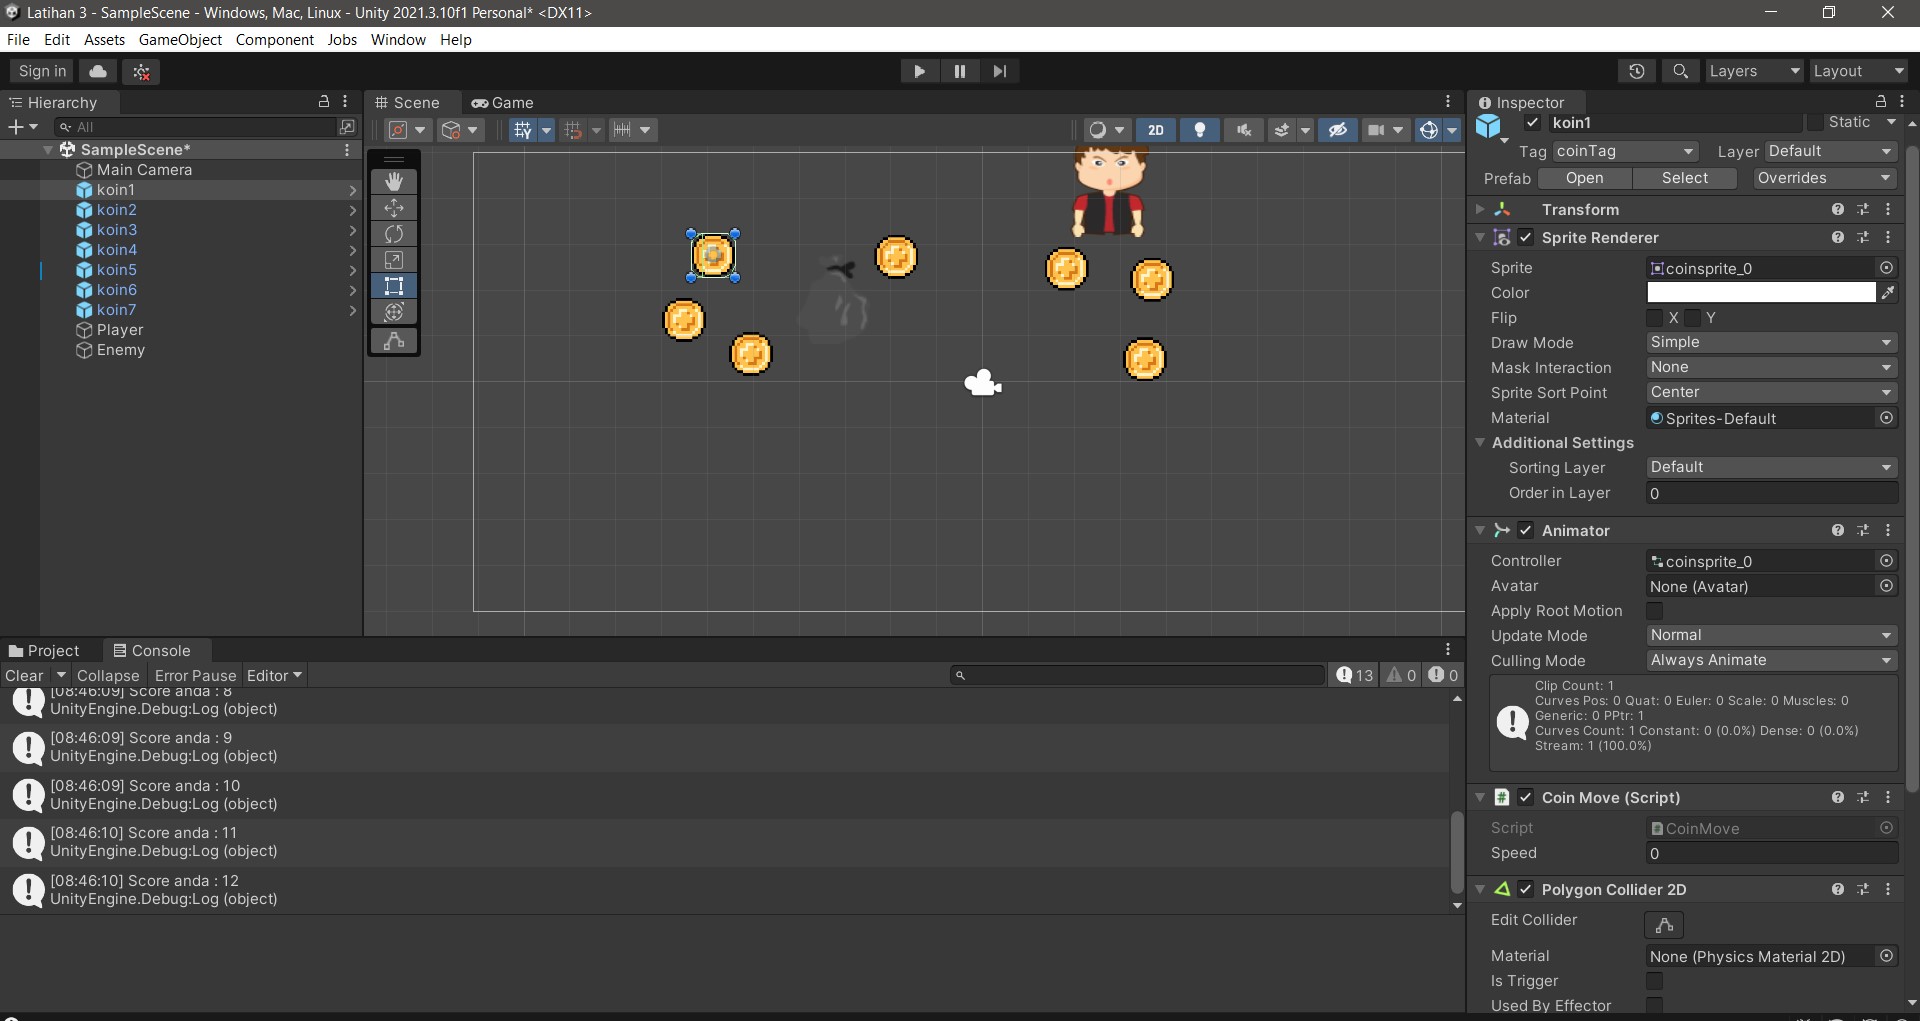 Latihan 3 - SampleScene - Windows, Mac, Linux - Unity 2021.3.10f1 Personal* <DX11>
File Edit Assets GameObject Component Jobs Window Help
Sign in
Layers
Layout
Hierarchy
All
SampleScene*
Main Camera
koin1
koin2
koin3
koin4
koin5
koin6
koin7
Player
Enemy
Scene
Game
2D
Inspector
koin1
Static
Tag coinTag Layer Default
Prefab Open Select Overrides
Transform
Sprite Renderer
Sprite coinsprite_0
Color
Flip X Y
Draw Mode Simple
Mask Interaction None
Sprite Sort Point Center
Material Sprites-Default
Additional Settings
Sorting Layer Default
Order in Layer 0
Animator
Controller coinsprite_0
Avatar None (Avatar)
Apply Root Motion
Update Mode Normal
Culling Mode Always Animate
Clip Count: 1
Curves Pos: 0 Quat: 0 Euler: 0 Scale: 0 Muscles: 0
Generic: 0 PPtr: 1
Curves Count: 1 Constant: 0 (0.0%) Dense: 0 (0.0%)
Stream: 1 (100.0%)
Coin Move (Script)
Script CoinMove
Speed 0
Polygon Collider 2D
Edit Collider
Material None (Physics Material 2D)
Is Trigger
Used By Effector
Project
Console
Clear Collapse Error Pause Editor
13 0 0
[08:46:09] Score anda : 8
UnityEngine.Debug:Log (object)
[08:46:09] Score anda : 9
UnityEngine.Debug:Log (object)
[08:46:09] Score anda : 10
UnityEngine.Debug:Log (object)
[08:46:10] Score anda : 11
UnityEngine.Debug:Log (object)
[08:46:10] Score anda : 12
UnityEngine.Debug:Log (object)